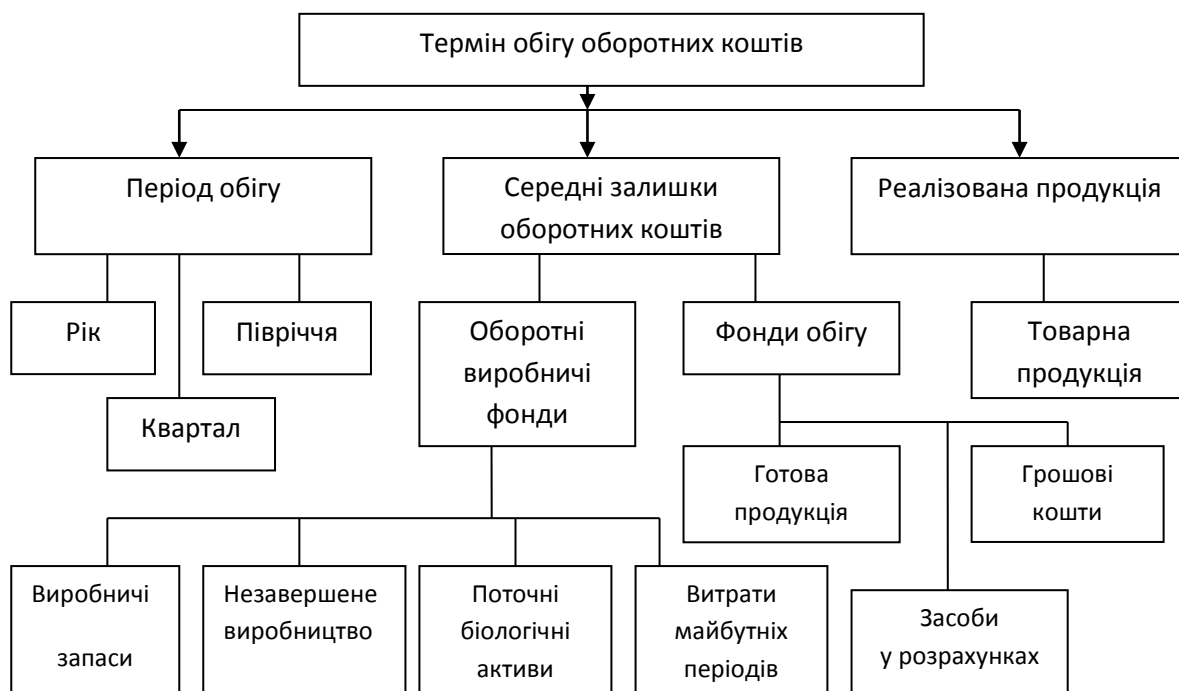 Термін обігу оборотних коштів
Період обігу
Середні залишки
оборотних коштів
Реалізована продукція
Рік
Півріччя
Квартал
Оборотні
виробничі
фонди
Фонди обігу
Товарна
продукція
Готова
продукція
Грошові
кошти
Виробничі
запаси
Незавершене
виробництво
Поточні
біологічні
активи
Витрати
майбутніх
періодів
Засоби
у розрахунках